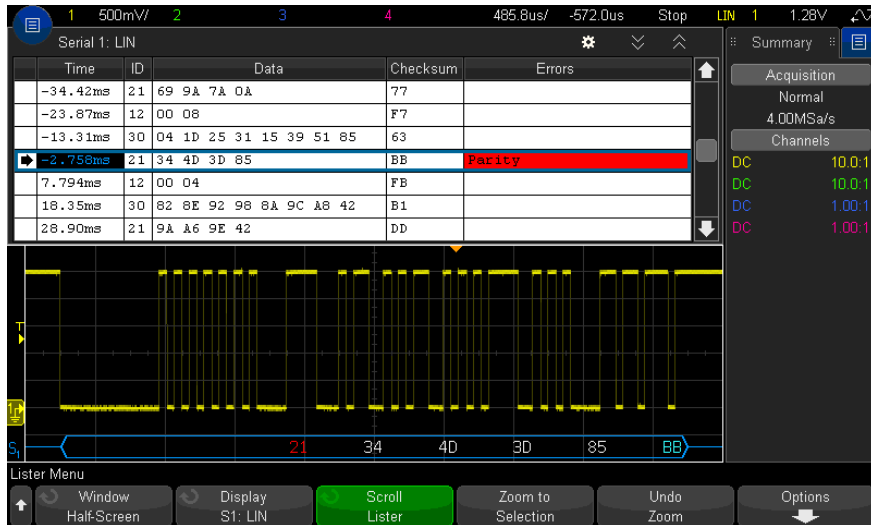 1 500mV/ 2 3 4 485.8us/ -572.0us Stop LIN 1 1.28V
Serial 1: LIN
Summary
Time ID Data Checksum Errors
-34.42ms 21 69 9A 7A 0A 77
-23.87ms 12 00 08 F7
-13.31ms 30 04 1D 25 31 15 39 51 85 63
-2.758ms 21 34 4D 3D 85 BB Parity
7.794ms 12 00 04 FB
18.35ms 30 82 8E 92 98 8A 9C A8 42 B1
28.90ms 21 9A A6 9E 42 DD
Acquisition
Normal
4.00MSa/s
Channels
DC 10.0:1
DC 10.0:1
DC 1.00:1
DC 1.00:1
T
1
S1 21 34 4D 3D 85 BB
Lister Menu
Window
Half-Screen
Display
S1: LIN
Scroll
Lister
Zoom to
Selection
Undo
Zoom
Options